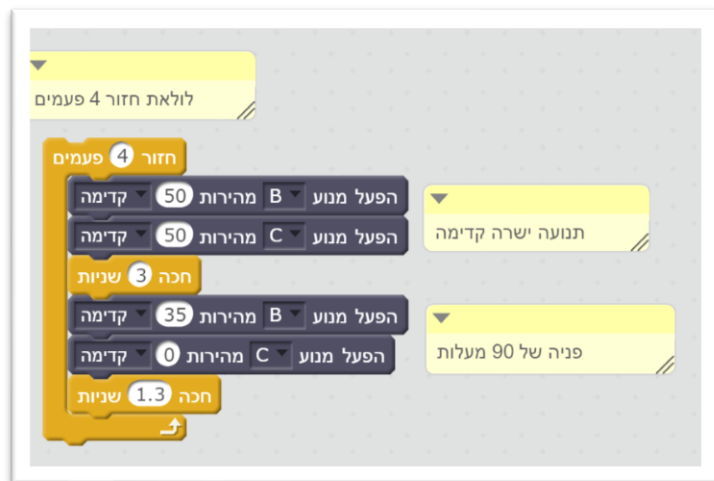 לולאת חזור 4 פעמים
חזור 4 פעמים
הפעל מנוע B מהירות 50 קדימה
הפעל מנוע C מהירות 50 קדימה
תנועה ישרה קדימה
חכה 3 שניות
הפעל מנוע B מהירות 35 קדימה
הפעל מנוע C מהירות 0 קדימה
פניה של 90 מעלות
חכה 1.3 שניות